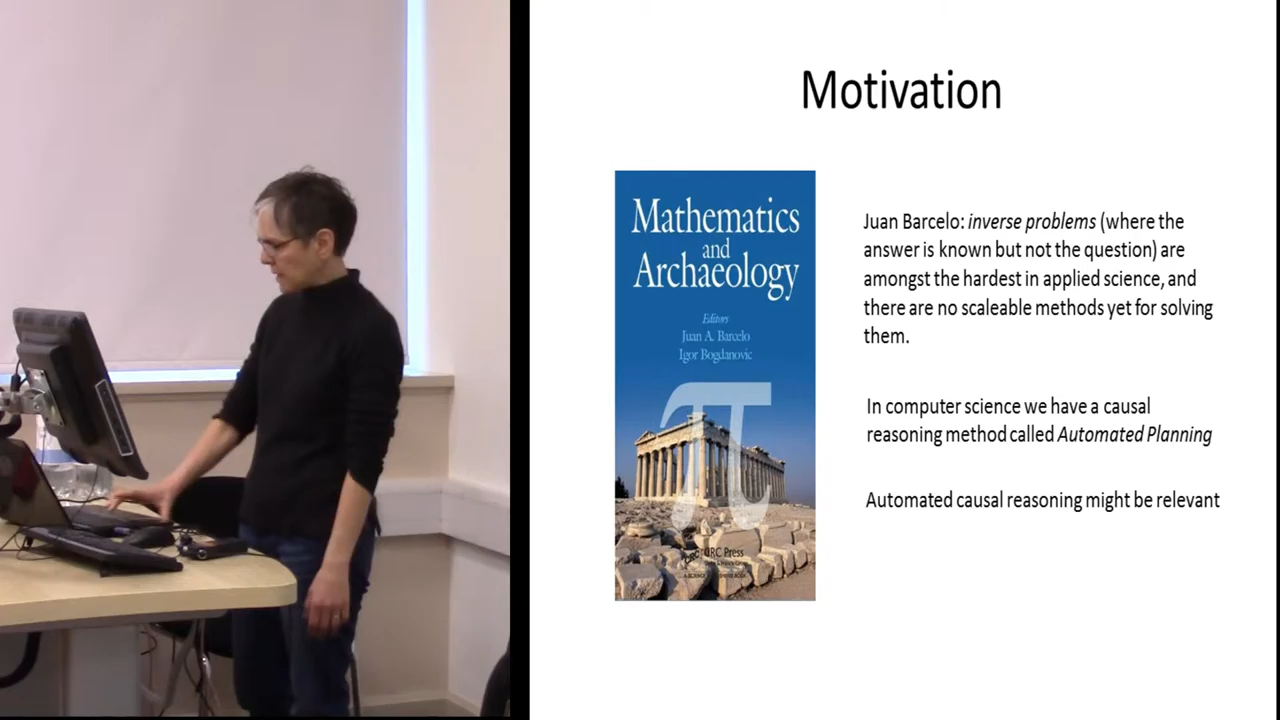 Motivation
Mathematics
and
Archaeology
Editors
Juan A. Barcelo
Igor Bogdanovic
CRC Press
Juan Barcelo: inverse problems (where the
answer is known but not the question) are
amongst the hardest in applied science, and
there are no scaleable methods yet for solving
them.
In computer science we have a causal
reasoning method called Automated Planning
Automated causal reasoning might be relevant